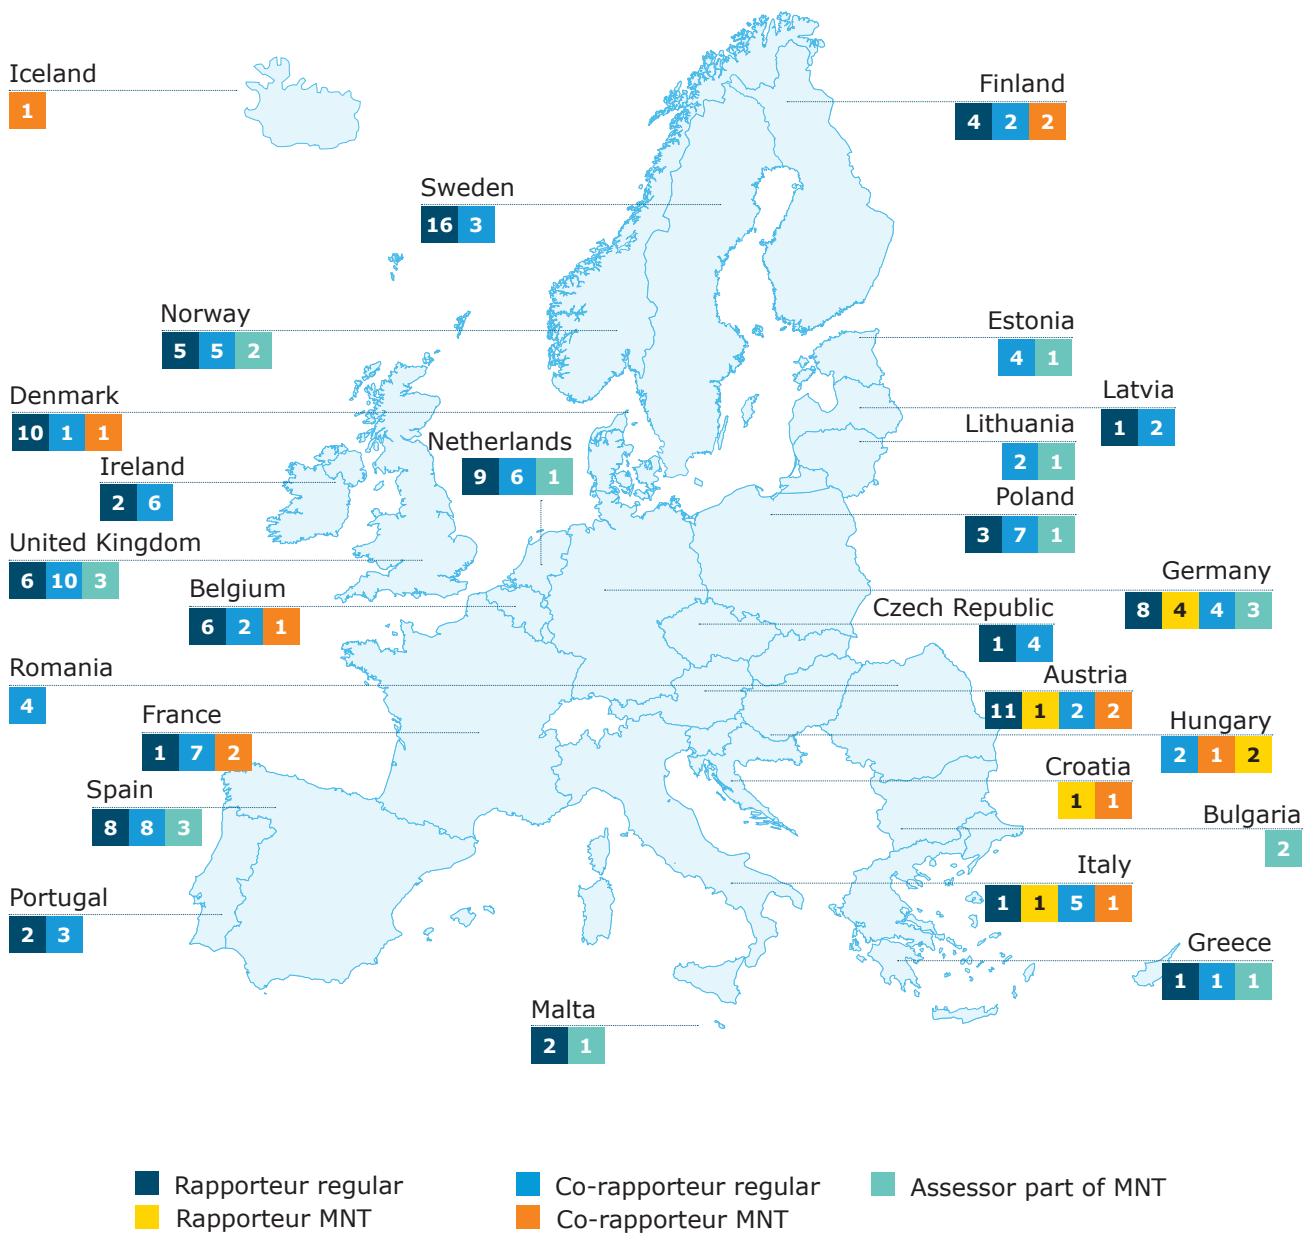 Iceland
1
Finland
4 2 2
Sweden
16 3
Norway
5 5 2
Estonia
4 1
Denmark
10 1 1
Latvia
1 2
Lithuania
2 1
Netherlands
9 6 1
Ireland
2 6
Poland
3 7 1
United Kingdom
6 10 3
Germany
8 4 4 3
Belgium
6 2 1
Czech Republic
1 4
Romania
4
Austria
11 1 2 2
France
1 7 2
Hungary
2 1 2
Croatia
1 1
Spain
8 8 3
Bulgaria
2
Italy
1 1 5 1
Portugal
2 3
Greece
1 1 1
Malta
2 1
Rapporteur regular
Co-rapporteur regular
Assessor part of MNT
Rapporteur MNT
Co-rapporteur MNT